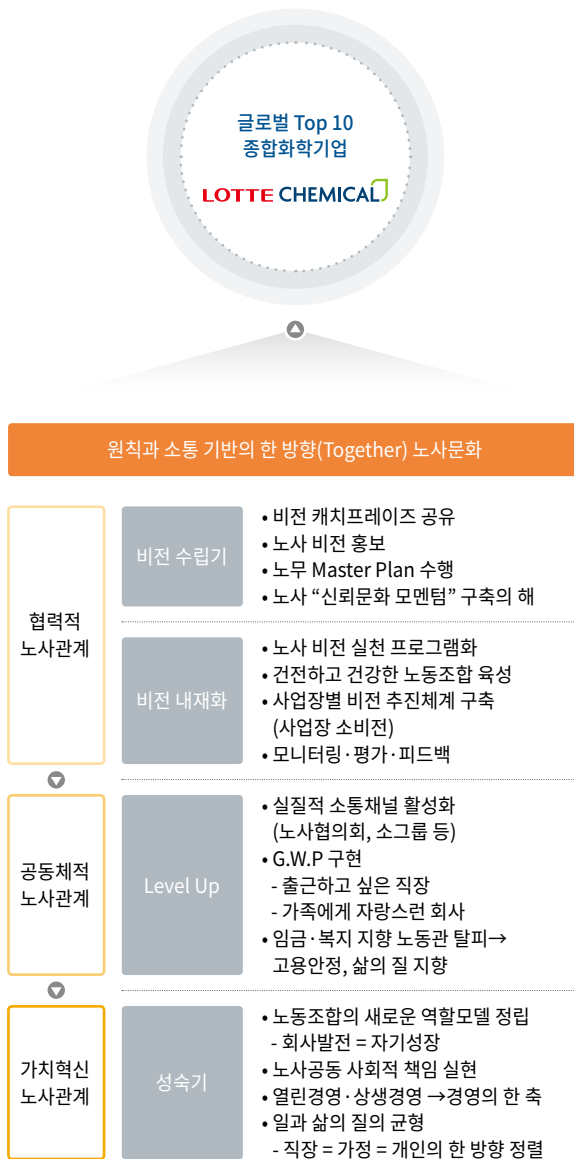 글로벌 Top 10
종합화학기업
LOTTE CHEMICAL
원칙과 소통 기반의 한 방향(Together) 노사문화
협력적
노사관계
비전 수립기
• 비전 캐치프레이즈 공유
• 노사 비전 홍보
• 노무 Master Plan 수행
• 노사 “신뢰문화 모멘텀” 구축의 해
비전 내재화
• 노사 비전 실천 프로그램화
• 건전하고 건강한 노동조합 육성
• 사업장별 비전 추진체계 구축
(사업장 소비전)
• 모니터링·평가·피드백
공동체적
노사관계
Level Up
• 실질적 소통채널 활성화
(노사협의회, 소그룹 등)
• G.W.P 구현
- 출근하고 싶은 직장
- 가족에게 자랑스런 회사
• 임금·복지 지향 노동관 탈피→
고용안정, 삶의 질 지향
가치혁신
노사관계
성숙기
• 노동조합의 새로운 역할모델 정립
- 회사발전 = 자기성장
• 노사공동 사회적 책임 실현
• 열린경영·상생경영 →경영의 한 축
• 일과 삶의 질의 균형
- 직장 = 가정 = 개인의 한 방향 정렬